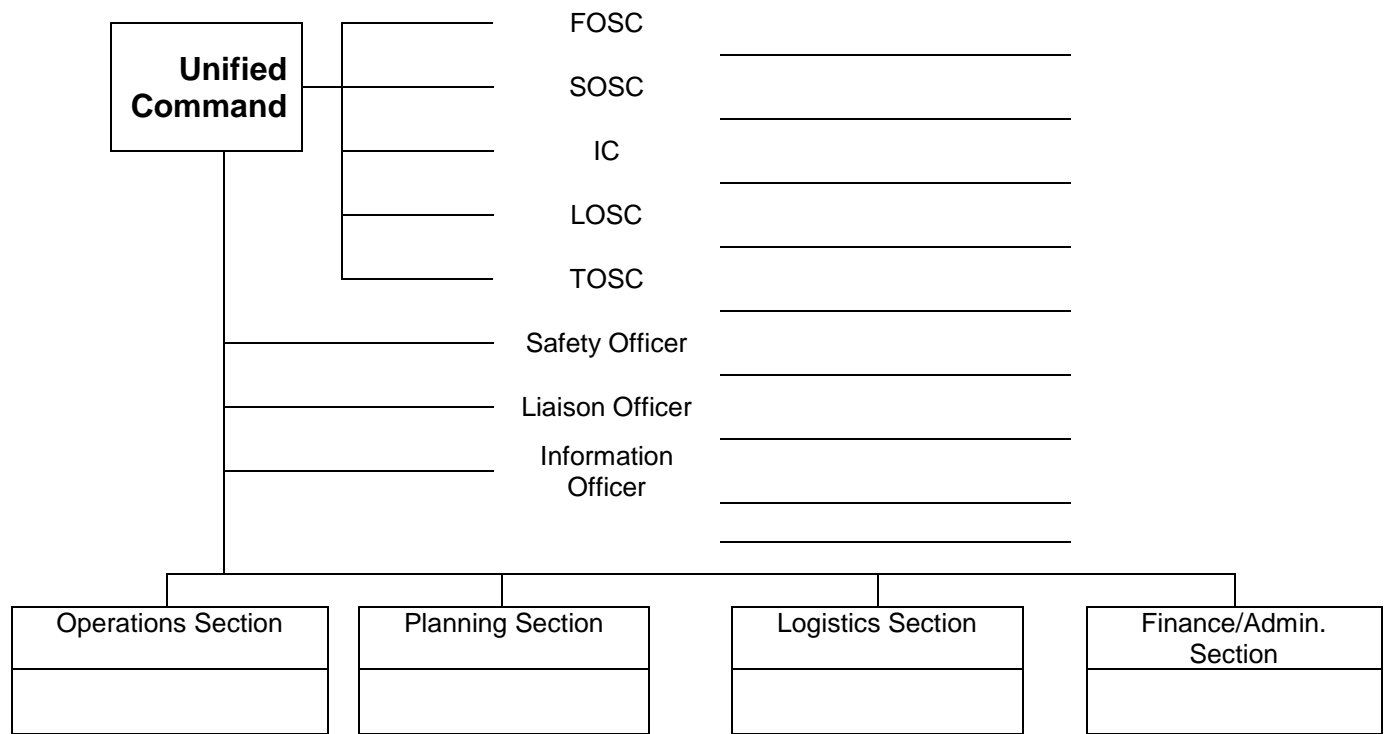 Unified
Command
FOSC
SOSC
IC
LOSC
TOSC
Safety Officer
Liaison Officer
Information
Officer
Operations Section
Planning Section
Logistics Section
Finance/Admin.
Section